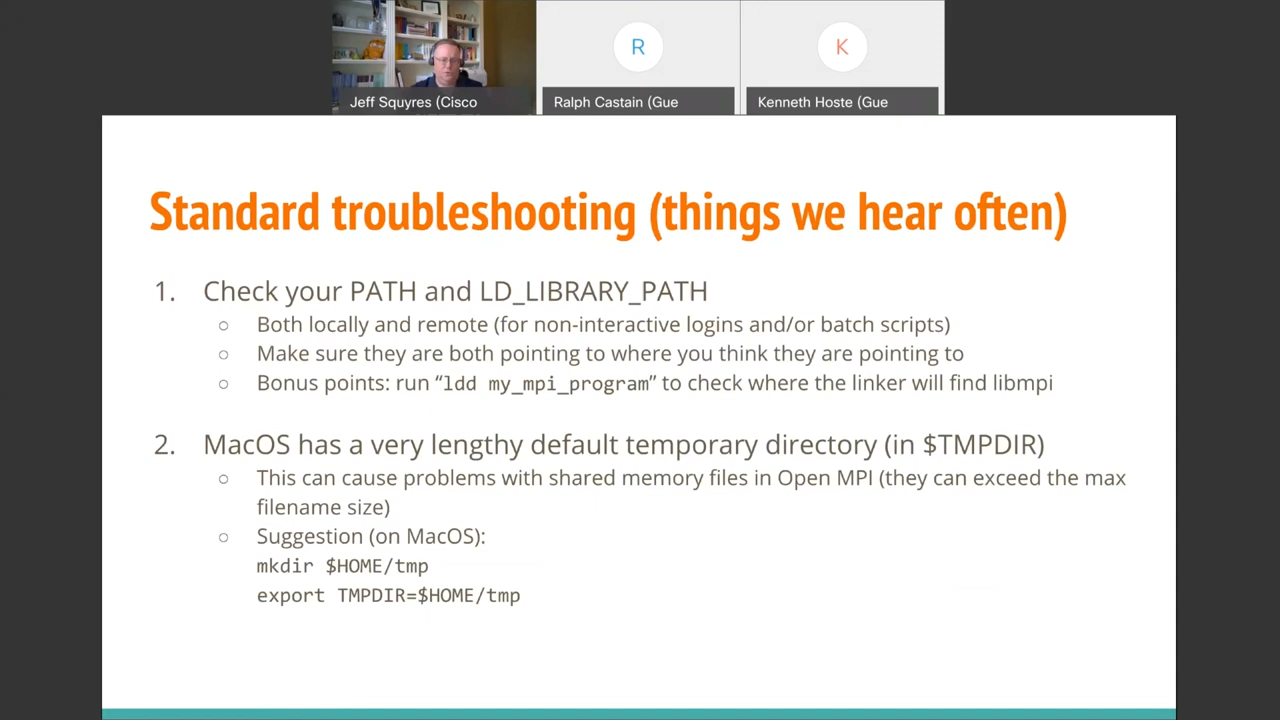 R
K
Jeff Squyres (Cisco
Ralph Castain (Gue
Kenneth Hoste (Gue
Standard troubleshooting (things we hear often)
1. Check your PATH and LD_LIBRARY_PATH
○ Both locally and remote (for non-interactive logins and/or batch scripts)
○ Make sure they are both pointing to where you think they are pointing to
○ Bonus points: run “ldd my_mpi_program” to check where the linker will find libmpi
2. MacOS has a very lengthy default temporary directory (in $TMPDIR)
○ This can cause problems with shared memory files in Open MPI (they can exceed the max
filename size)
○ Suggestion (on MacOS):
mkdir $HOME/tmp
export TMPDIR=$HOME/tmp